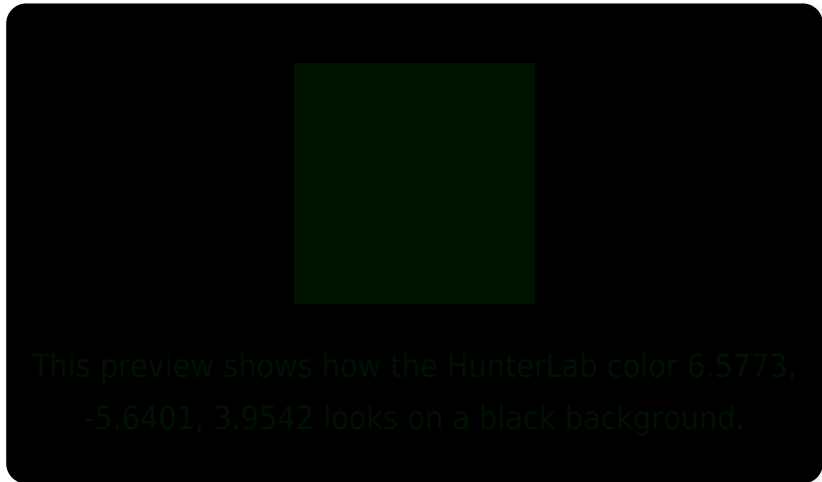 This preview shows how the HunterLab color 6.5773,
-5.6401, 3.9542 looks on a black background.